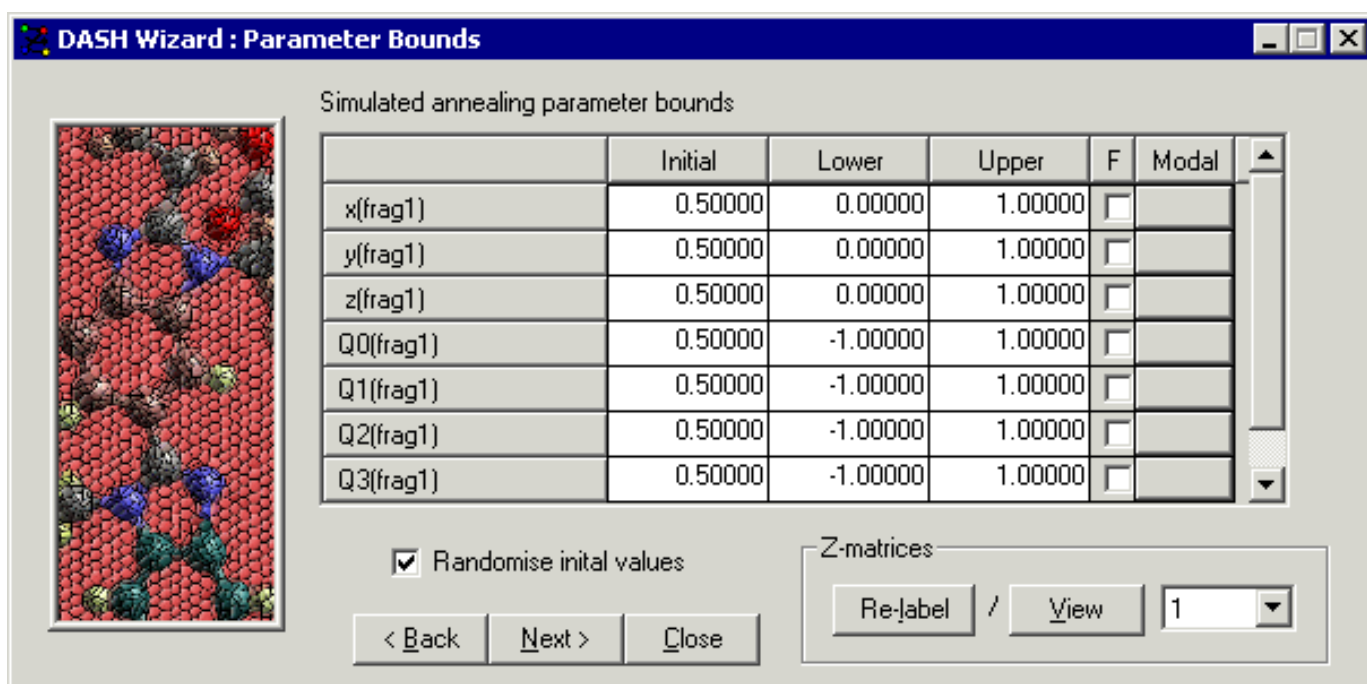 DASH Wizard : Parameter Bounds
Simulated annealing parameter bounds
Initial Lower Upper F Modal
x(frag1) 0.50000 0.00000 1.00000
y(frag1) 0.50000 0.00000 1.00000
z(frag1) 0.50000 0.00000 1.00000
Q0(frag1) 0.50000 -1.00000 1.00000
Q1(frag1) 0.50000 -1.00000 1.00000
Q2(frag1) 0.50000 -1.00000 1.00000
Q3(frag1) 0.50000 -1.00000 1.00000
Randomise inital values
Z-matrices
Re-label / View 1
< Back Next > Close